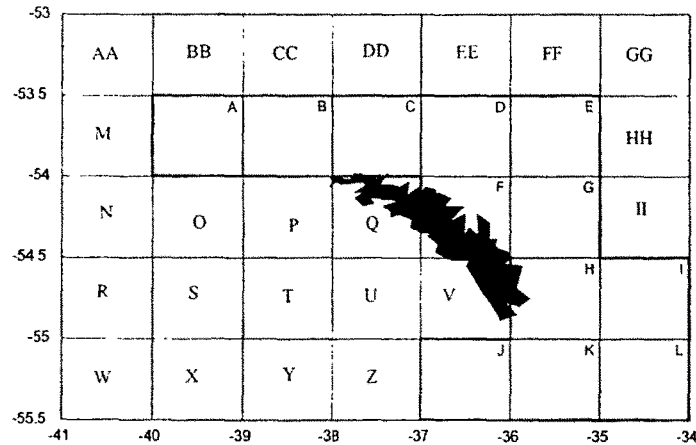 -53
AA BB CC DD EE FF GG
-53.5
A B C D E
M HH
-54
F G
N O P Q II
-54.5
H I
R S T U V
-55
J K L
W X Y Z
-55.5
-41 -40 -39 -38 -37 -36 -35 -34